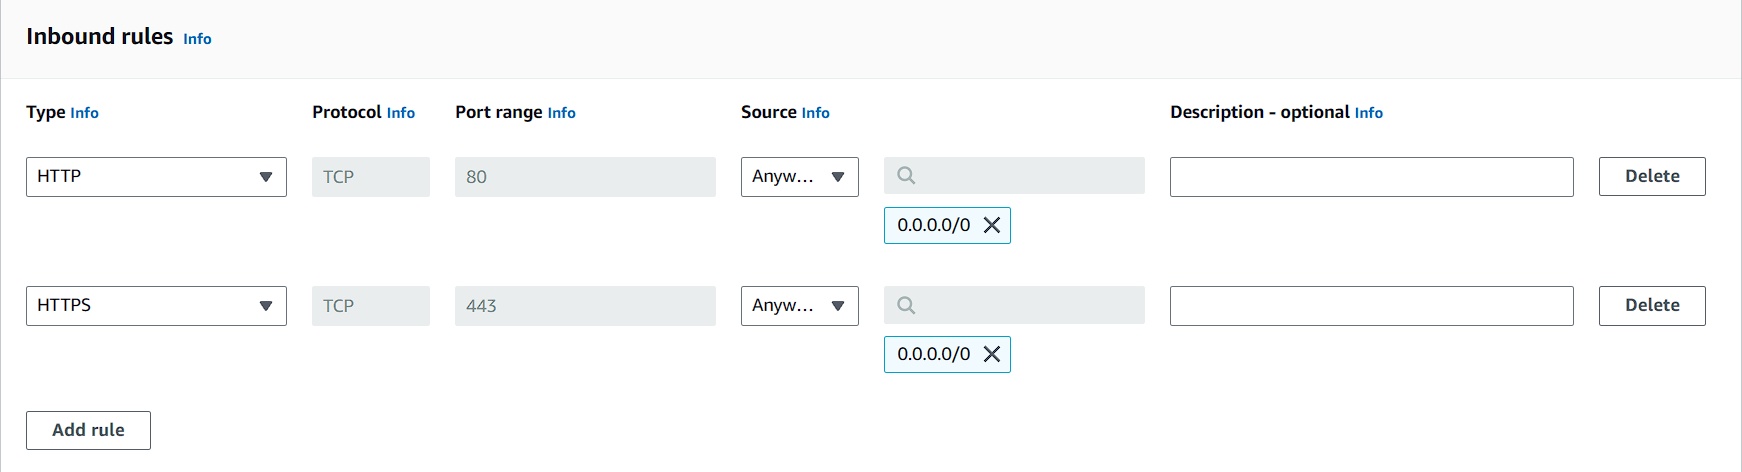 Inbound rules Info
Type Info Protocol Info Port range Info Source Info Description - optional Info
HTTP TCP 80 Anyw... Delete
0.0.0.0/0
HTTPS TCP 443 Anyw... Delete
0.0.0.0/0
Add rule